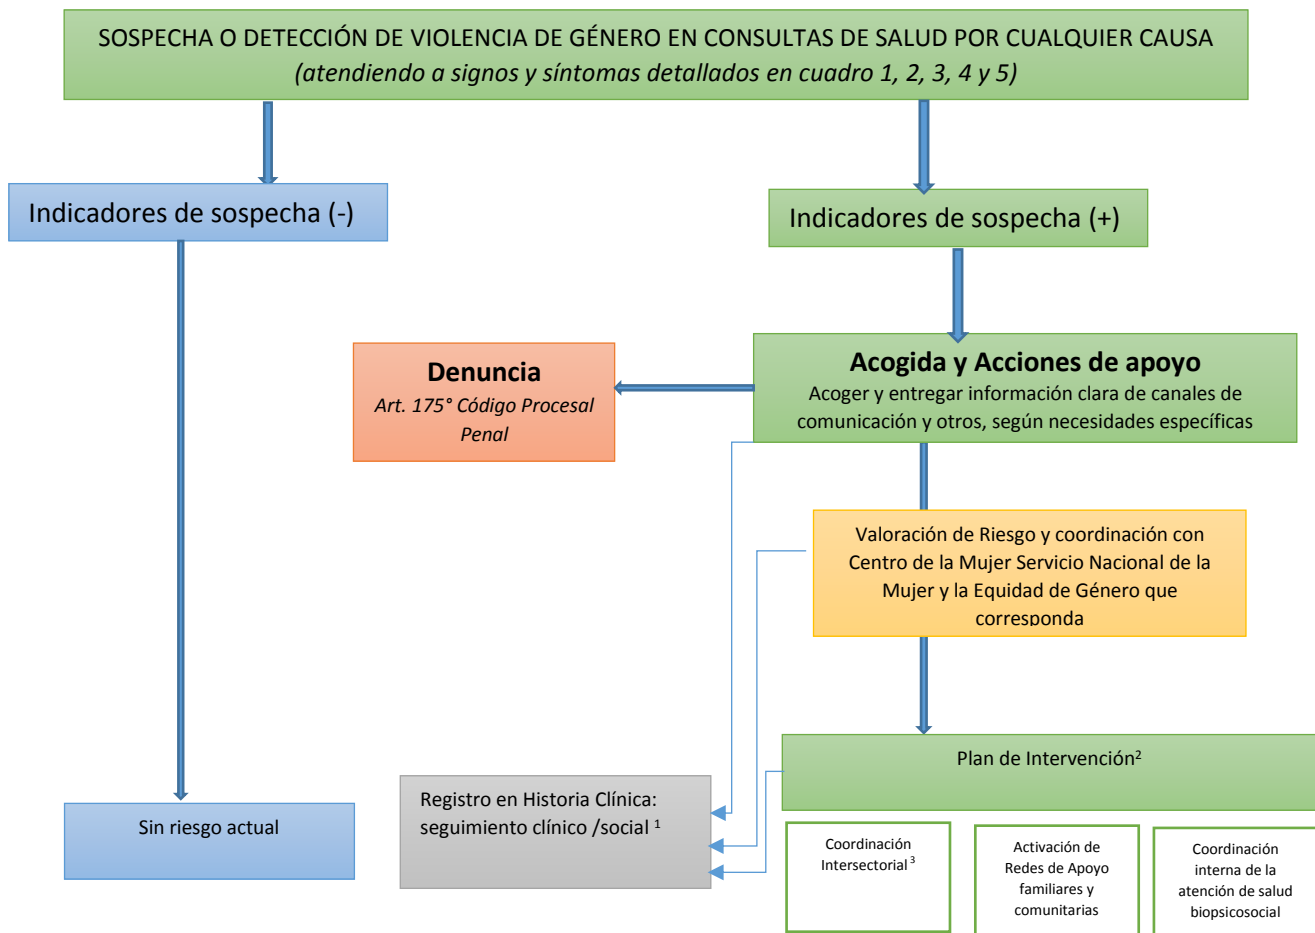 SOSPECHA O DETECCIÓN DE VIOLENCIA DE GÉNERO EN CONSULTAS DE SALUD POR CUALQUIER CAUSA
(atendiendo a signos y síntomas detallados en cuadro 1, 2, 3, 4 y 5)
Indicadores de sospecha (-)
Indicadores de sospecha (+)
Denuncia
Art. 175° Código Procesal
Penal
Acogida y Acciones de apoyo
Acoger y entregar información clara de canales de
comunicación y otros, según necesidades específicas
Valoración de Riesgo y coordinación con
Centro de la Mujer Servicio Nacional de la
Mujer y la Equidad de Género que
corresponda
Plan de Intervención²
Registro en Historia Clínica:
seguimiento clínico /social ¹
Sin riesgo actual
Coordinación
Intersectorial ³
Activación de
Redes de Apoyo
familiares y
comunitarias
Coordinación
interna de la
atención de salud
biopsicosocial